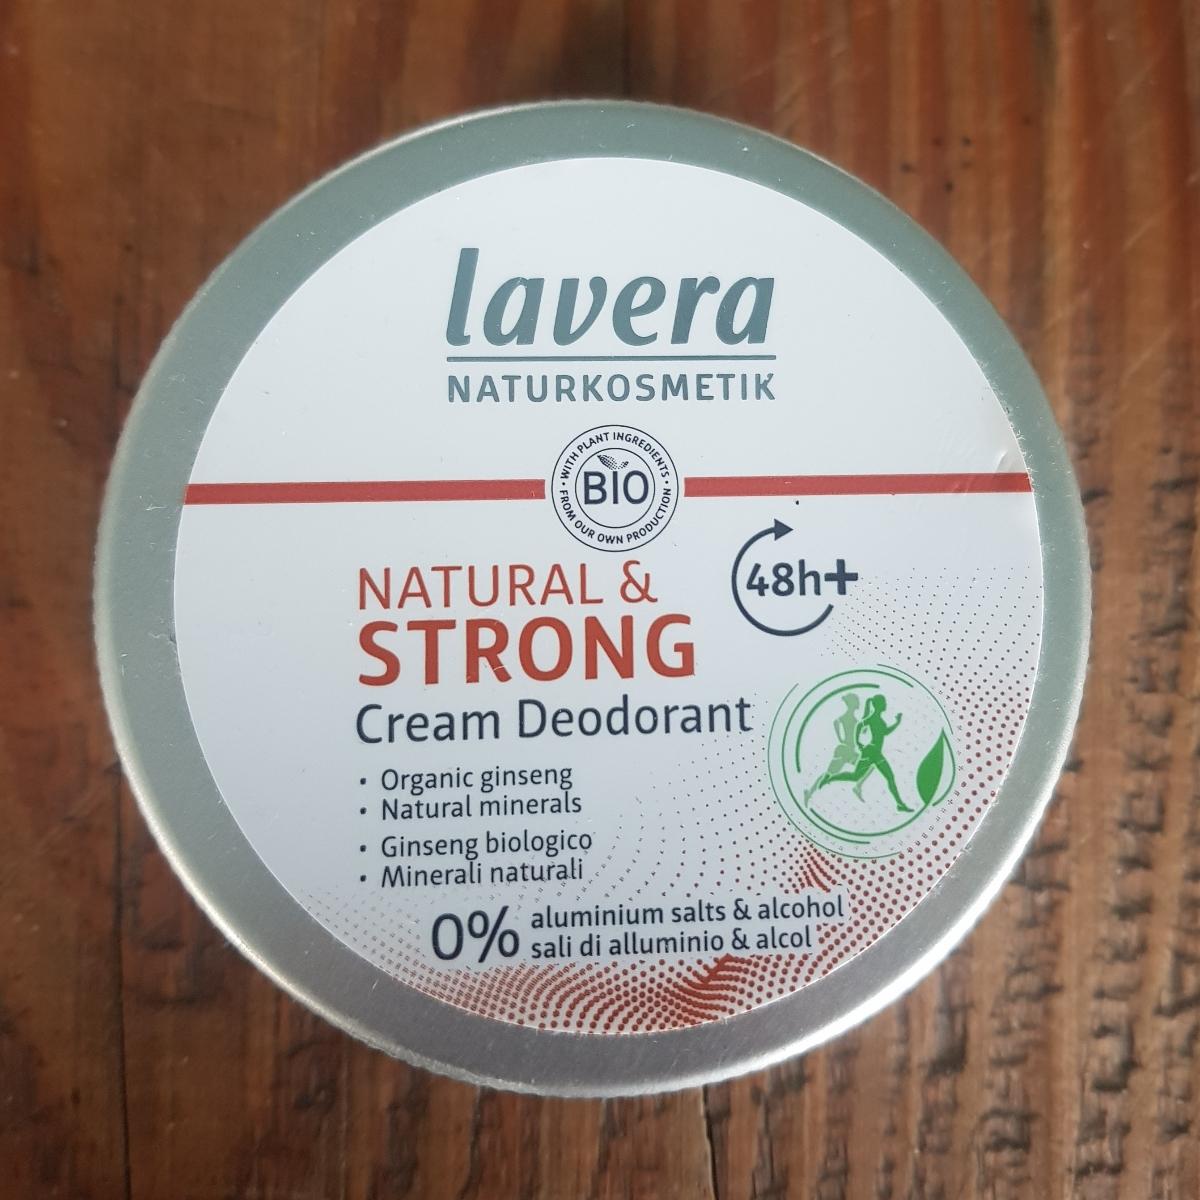 lavera
NATURKOSMETIK
• WITH PLANT INGREDIENTS •
BIO
FROM OUR OWN PRODUCTION
NATURAL &
STRONG
48h+
Cream Deodorant
• Organic ginseng
• Natural minerals
• Ginseng biologico
• Minerali naturali
0% aluminium salts & alcohol
sali di alluminio & alcol